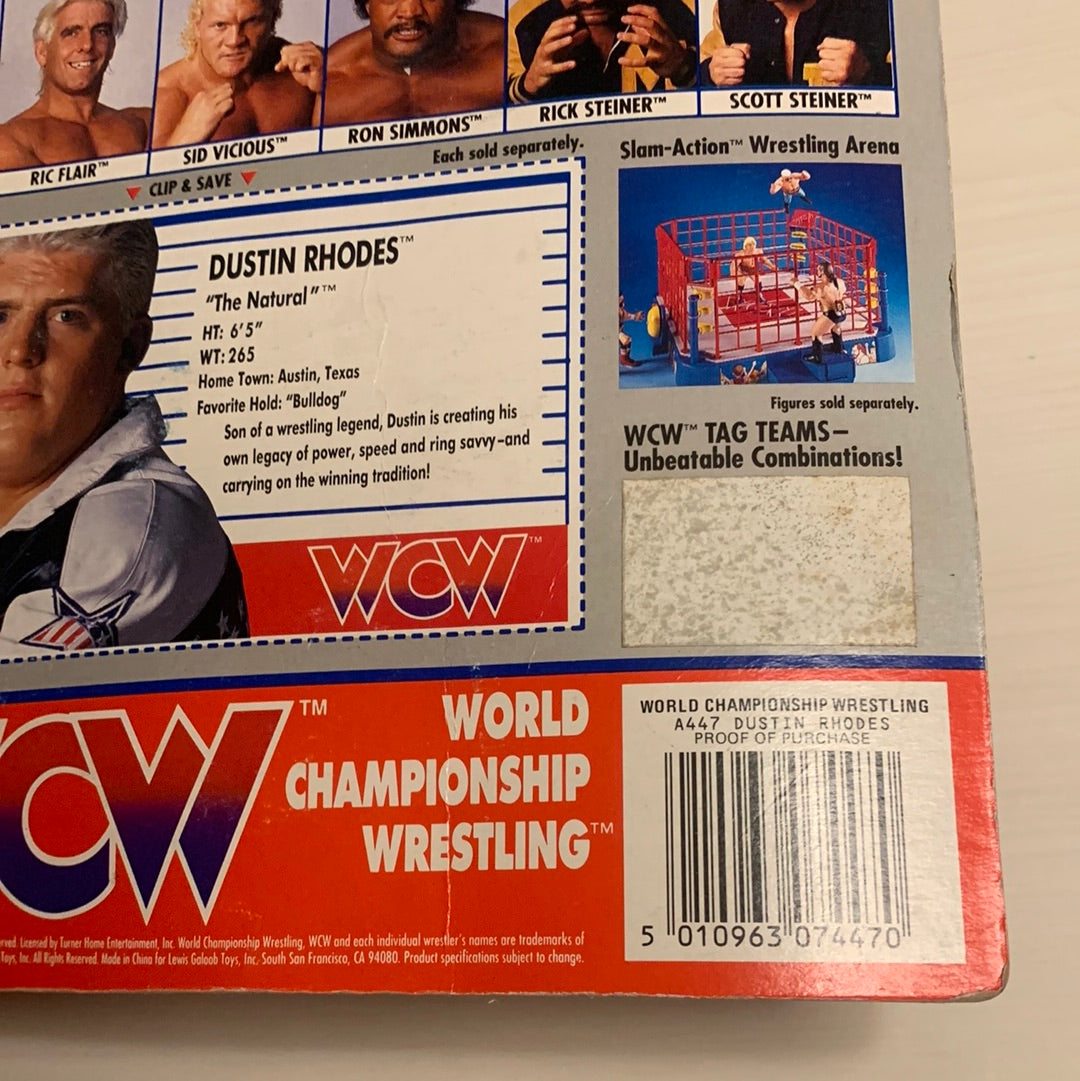 RIC FLAIR™
SID VICIOUS™
RON SIMMONS™
RICK STEINER™
SCOTT STEINER™
Each sold separately.
CLIP & SAVE
DUSTIN RHODES™
"The Natural"™
HT: 6'5"
WT: 265
Home Town: Austin, Texas
Favorite Hold: "Bulldog"
Son of a wrestling legend, Dustin is creating his
own legacy of power, speed and ring savvy–and
carrying on the winning tradition!
WCW™
Slam-Action™ Wrestling Arena
Figures sold separately.
WCW™ TAG TEAMS–
Unbeatable Combinations!
WCW™
WORLD
CHAMPIONSHIP
WRESTLING™
WORLD CHAMPIONSHIP WRESTLING
A447 DUSTIN RHODES
PROOF OF PURCHASE
5 010963 074470
rved. Licensed by Turner Home Entertainment, Inc. World Championship Wrestling, WCW and each individual wrestler's names are trademarks of
Toys, Inc. All Rights Reserved. Made in China for Lewis Galoob Toys, Inc. South San Francisco, CA 94080. Product specifications subject to change.